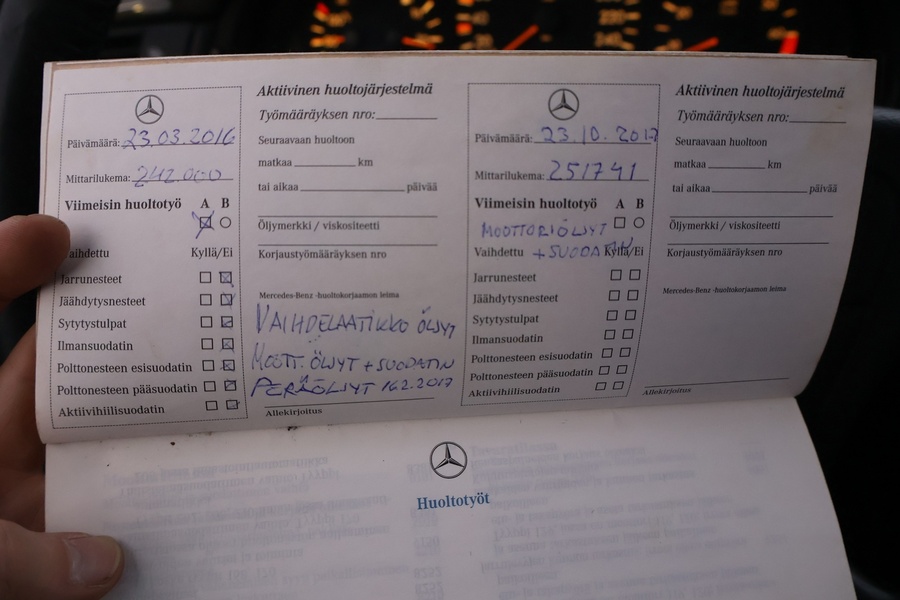 Päivämäärä: 23.03.2016
Mittarilukema: 242.000
Viimeisin huoltotyö A B
Vaihdettu Kyllä/Ei
Jarrunesteet
Jäähdytysnesteet
Sytytystulpat
Ilmansuodatin
Polttonesteen esisuodatin
Polttonesteen pääsuodatin
Aktiivihiilisuodatin
Aktiivinen huoltojärjestelmä
Työmääräyksen nro:
Seuraavaan huoltoon
matkaa km
tai aikaa päivää
Öljymerkki / viskositeetti
Korjaustyömääräyksen nro
Mercedes-Benz -huoltokorjaamon leima
VAIHDELAATIKKO ÖLJYT
MOOTT. ÖLJYT + SUODATIN
PERÄÖLJYT 16.2.2017
Allekirjoitus
Päivämäärä: 23.10.2017
Mittarilukema: 251741
Viimeisin huoltotyö A B
MOOTTORIÖLJYT
Vaihdettu + SUODATIN Kyllä/Ei
Jarrunesteet
Jäähdytysnesteet
Sytytystulpat
Ilmansuodatin
Polttonesteen esisuodatin
Polttonesteen pääsuodatin
Aktiivihiilisuodatin
Aktiivinen huoltojärjestelmä
Työmääräyksen nro:
Seuraavaan huoltoon
matkaa km
tai aikaa päivää
Öljymerkki / viskositeetti
Korjaustyömääräyksen nro
Mercedes-Benz -huoltokorjaamon leima
Allekirjoitus
Huoltotyöt